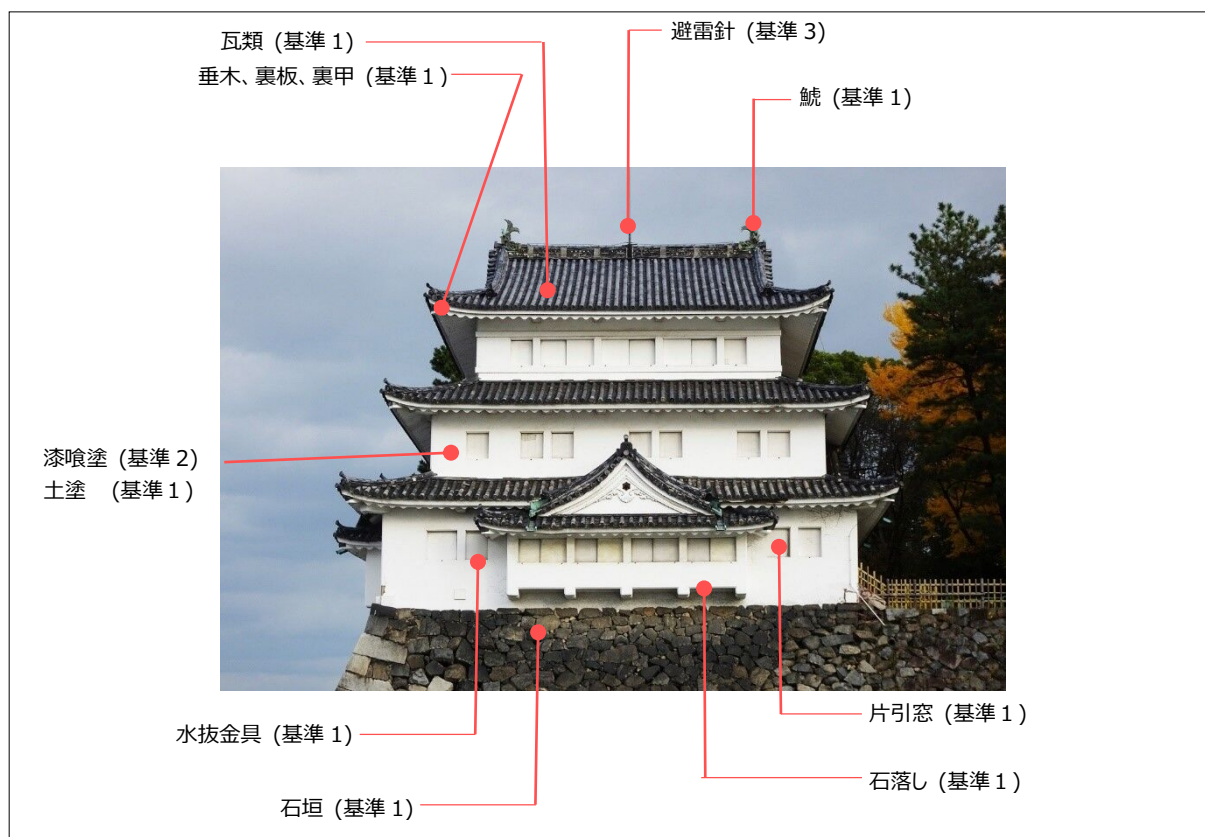 瓦類 (基準1)
避雷針 (基準3)
垂木、裏板、裏甲 (基準1)
鯱 (基準1)
漆喰塗 (基準2)
土塗 (基準1)
片引窓 (基準1)
水抜金具 (基準1)
石落し (基準1)
石垣 (基準1)